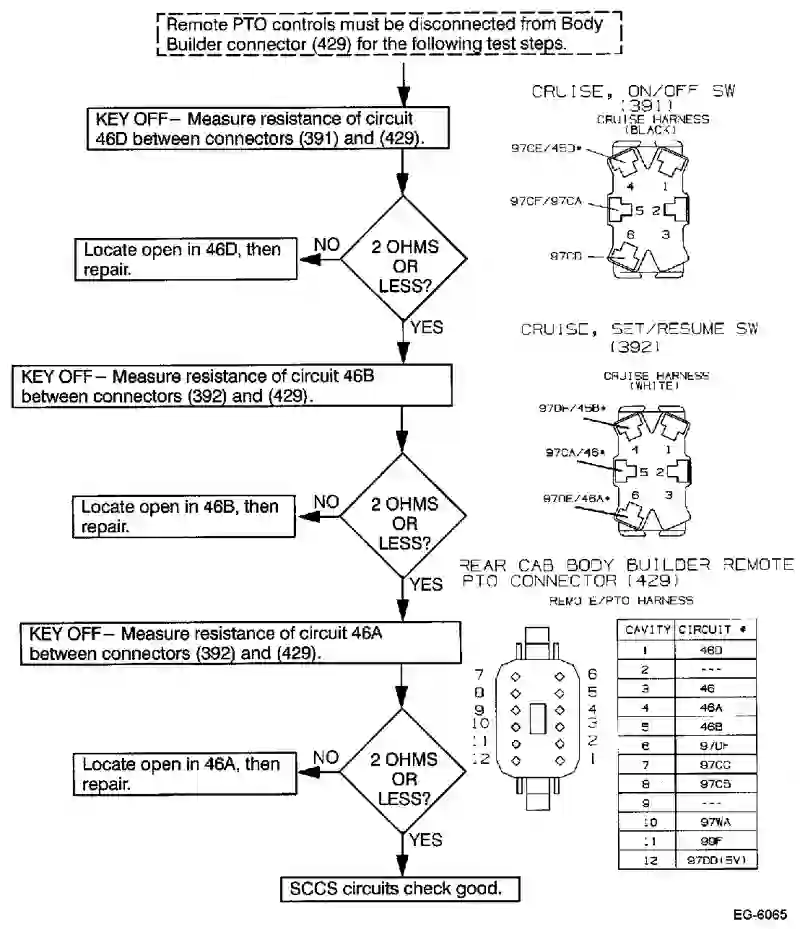 Remote PTO controls must be disconnected from Body
Builder connector (429) for the following test steps.
KEY OFF – Measure resistance of circuit
46D between connectors (391) and (429).
2 OHMS
OR
LESS?
NO
Locate open in 46D, then
repair.
YES
KEY OFF – Measure resistance of circuit 46B
between connectors (392) and (429).
2 OHMS
OR
LESS?
NO
Locate open in 46B, then
repair.
YES
KEY OFF – Measure resistance of circuit 46A
between connectors (392) and (429).
2 OHMS
OR
LESS?
NO
Locate open in 46A, then
repair.
YES
SCCS circuits check good.
CRUISE, ON/OFF SW
(391)
CRUISE HARNESS
(BLACK)
97CE/46D*
4 1
97CF/97CA
5 2
6 3
CRUISE, SET/RESUME SW
(392)
CRUISE HARNESS
(WHITE)
97DF/46B*
4 1
97CA/46*
5 2
97DE/46A*
6 3
REAR CAB BODY BUILDER REMOTE
PTO CONNECTOR (429)
REMOTE/PTO HARNESS
7 6
8 5
9 4
10 3
11 2
12 1
CAVITY CIRCUIT #
1 46D
2 ---
3 46
4 46A
5 46B
6 97DF
7
8
9 ---
10 97WA
11 99F
12 97DD(5V)
EG-6065